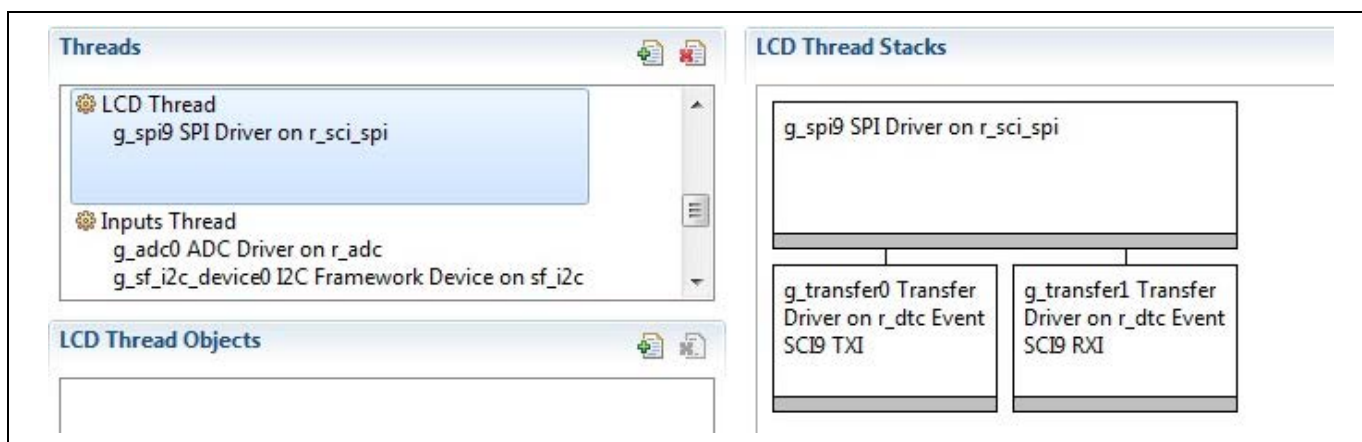 Threads
LCD Thread
g_spi9 SPI Driver on r_sci_spi
Inputs Thread
g_adc0 ADC Driver on r_adc
g_sf_i2c_device0 I2C Framework Device on sf_i2c
LCD Thread Objects
LCD Thread Stacks
g_spi9 SPI Driver on r_sci_spi
g_transfer0 Transfer
Driver on r_dtc Event
SCI9 TXI
g_transfer1 Transfer
Driver on r_dtc Event
SCI9 RXI